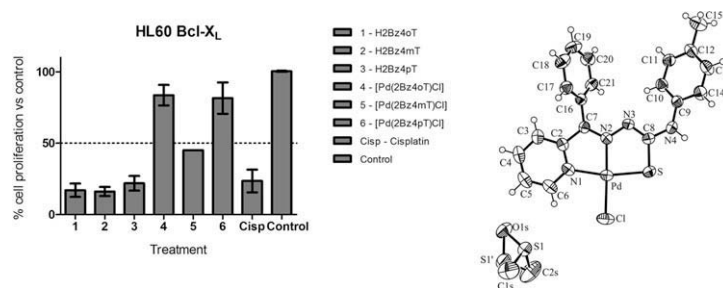 HL60 Bcl-XL
% cell proliferation vs control
100
50
0
1 2 3 4 5 6 Cisp Control
Treatment
1 - H2Bz4oT
2 - H2Bz4mT
3 - H2Bz4pT
4 - [Pd(2Bz4oT)Cl]
5 - [Pd(2Bz4mT)Cl]
6 - [Pd(2Bz4pT)Cl]
Cisp - Cisplatin
Control
C15
C19
C18
C20
C11
C12
C17
C21
C10
C14
C16
C9
C3
C7
N3
C2
N2
C8
N4
C4
N1
Pd
S
C5
C6
Cl
O1s
S1
S1'
C2s
C1s